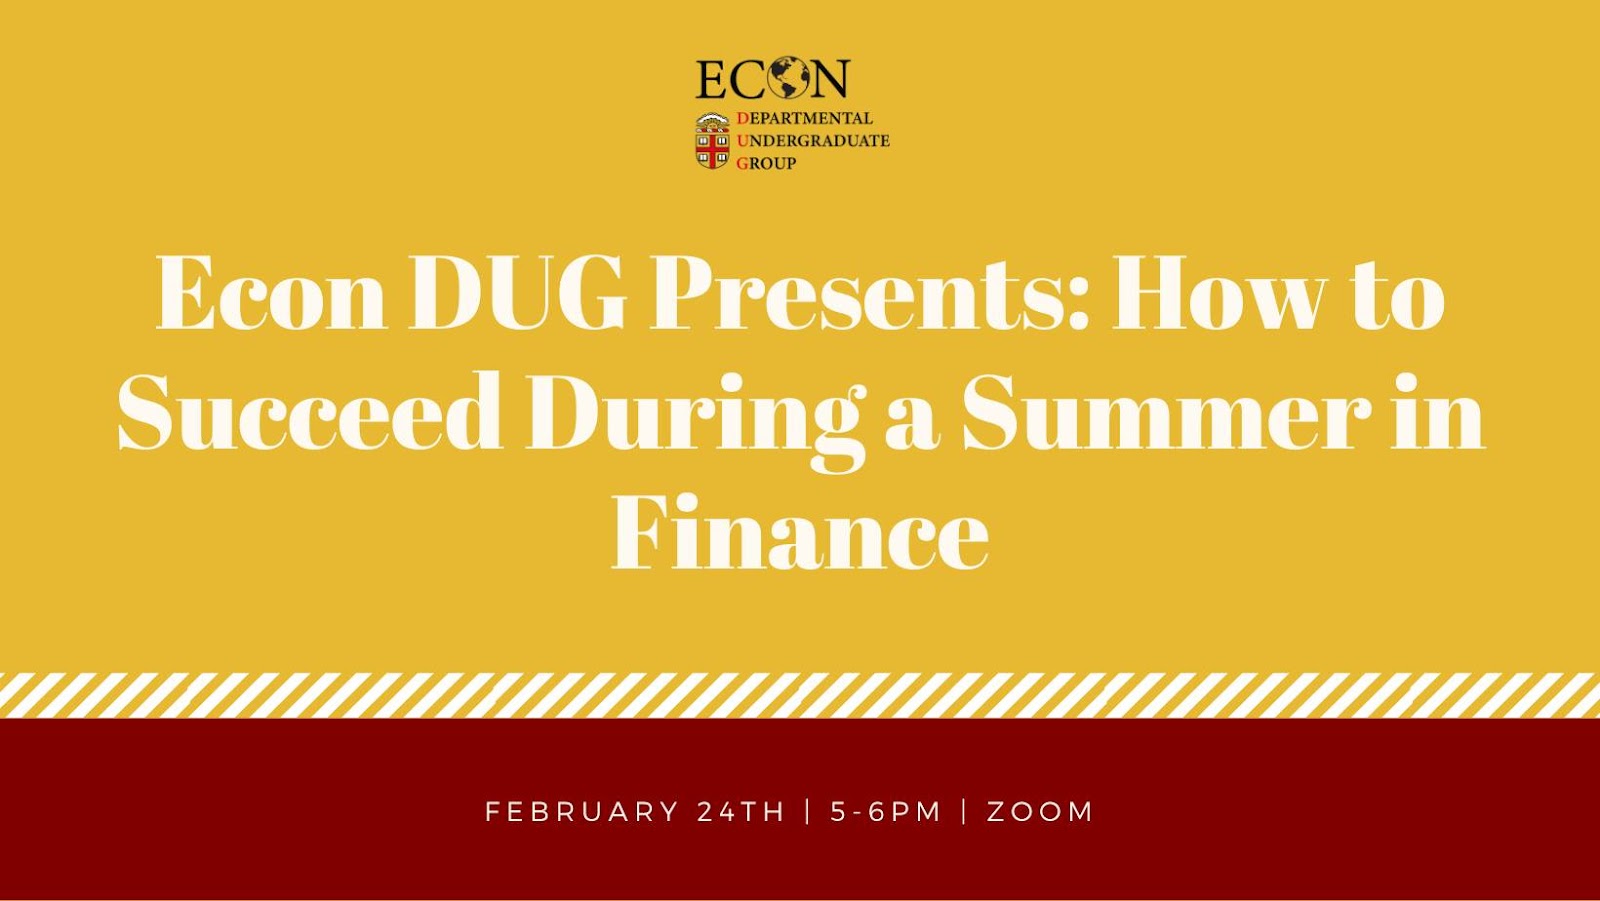 ECON
DEPARTMENTAL
UNDERGRADUATE
GROUP
Econ DUG Presents: How to
Succeed During a Summer in
Finance
FEBRUARY 24TH | 5-6PM | ZOOM